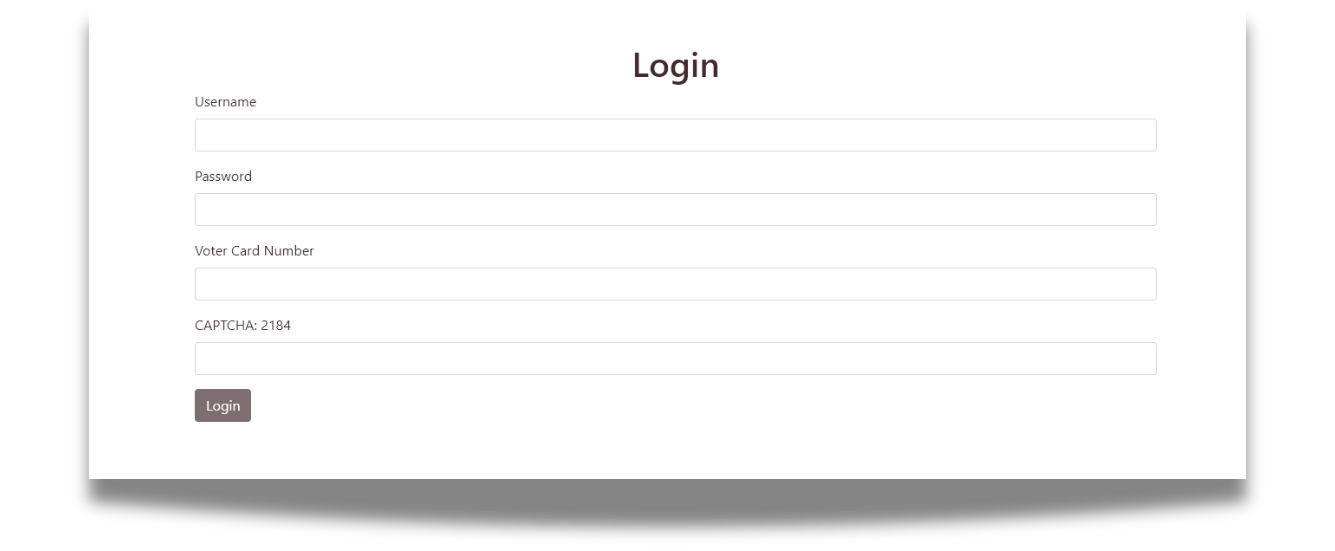 Login
Username
Password
Voter Card Number
CAPTCHA: 2184
Login